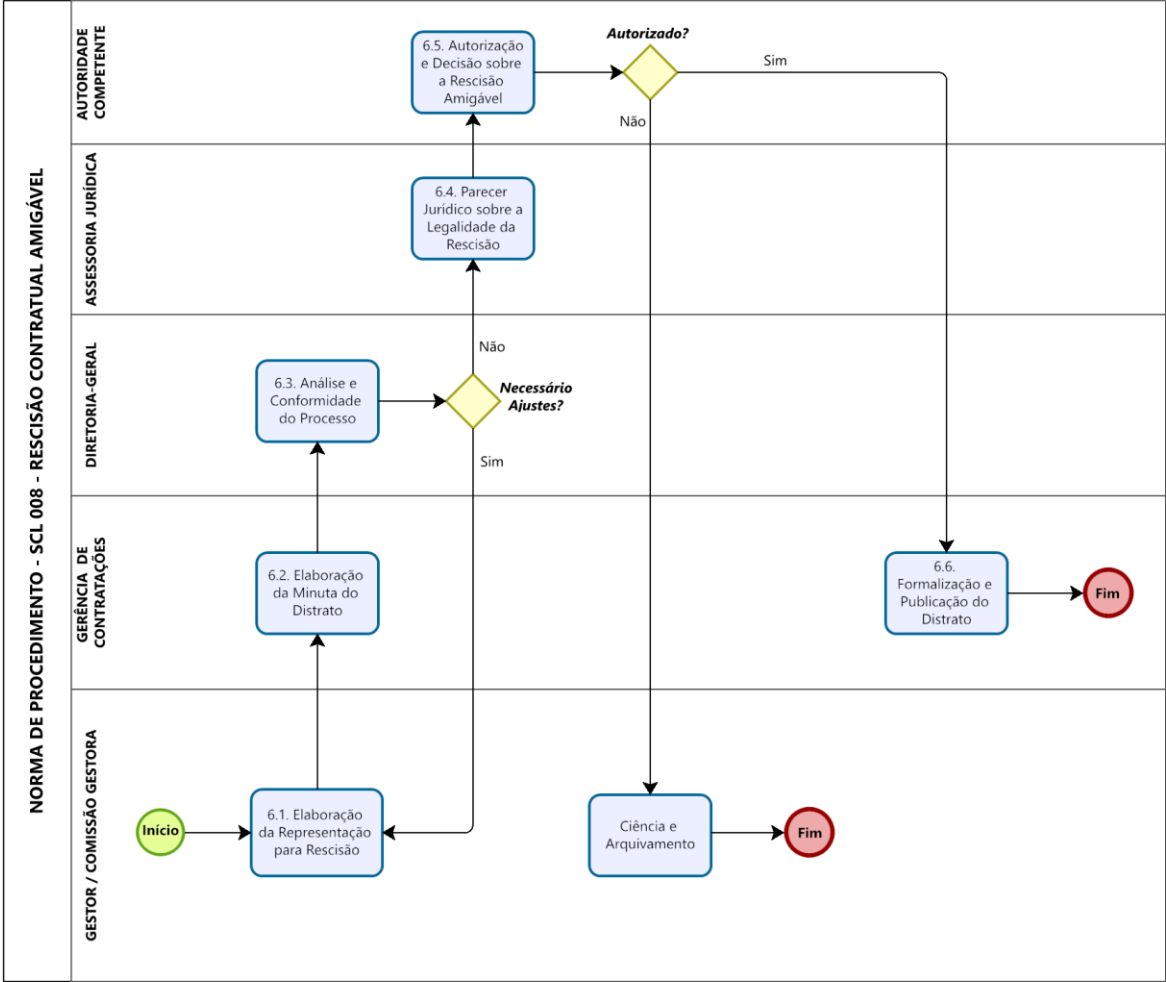 NORMA DE PROCEDIMENTO - SCL 008 - RESCISÃO CONTRATUAL AMIGÁVEL
AUTORIDADE
COMPETENTE
6.5. Autorização
e Decisão sobre
a Rescisão
Amigável
Autorizado?
Sim
Não
ASSESSORIA JURÍDICA
6.4. Parecer
Jurídico sobre a
Legalidade da
Rescisão
DIRETORIA-GERAL
6.3. Análise e
Conformidade
do Processo
Não
Necessário
Ajustes?
Sim
GERÊNCIA DE
CONTRATAÇÕES
6.2. Elaboração
da Minuta do
Distrato
6.6.
Formalização e
Publicação do
Distrato
Fim
GESTOR / COMISSÃO GESTORA
Início
6.1. Elaboração
da Representação
para Rescisão
Ciência e
Arquivamento
Fim